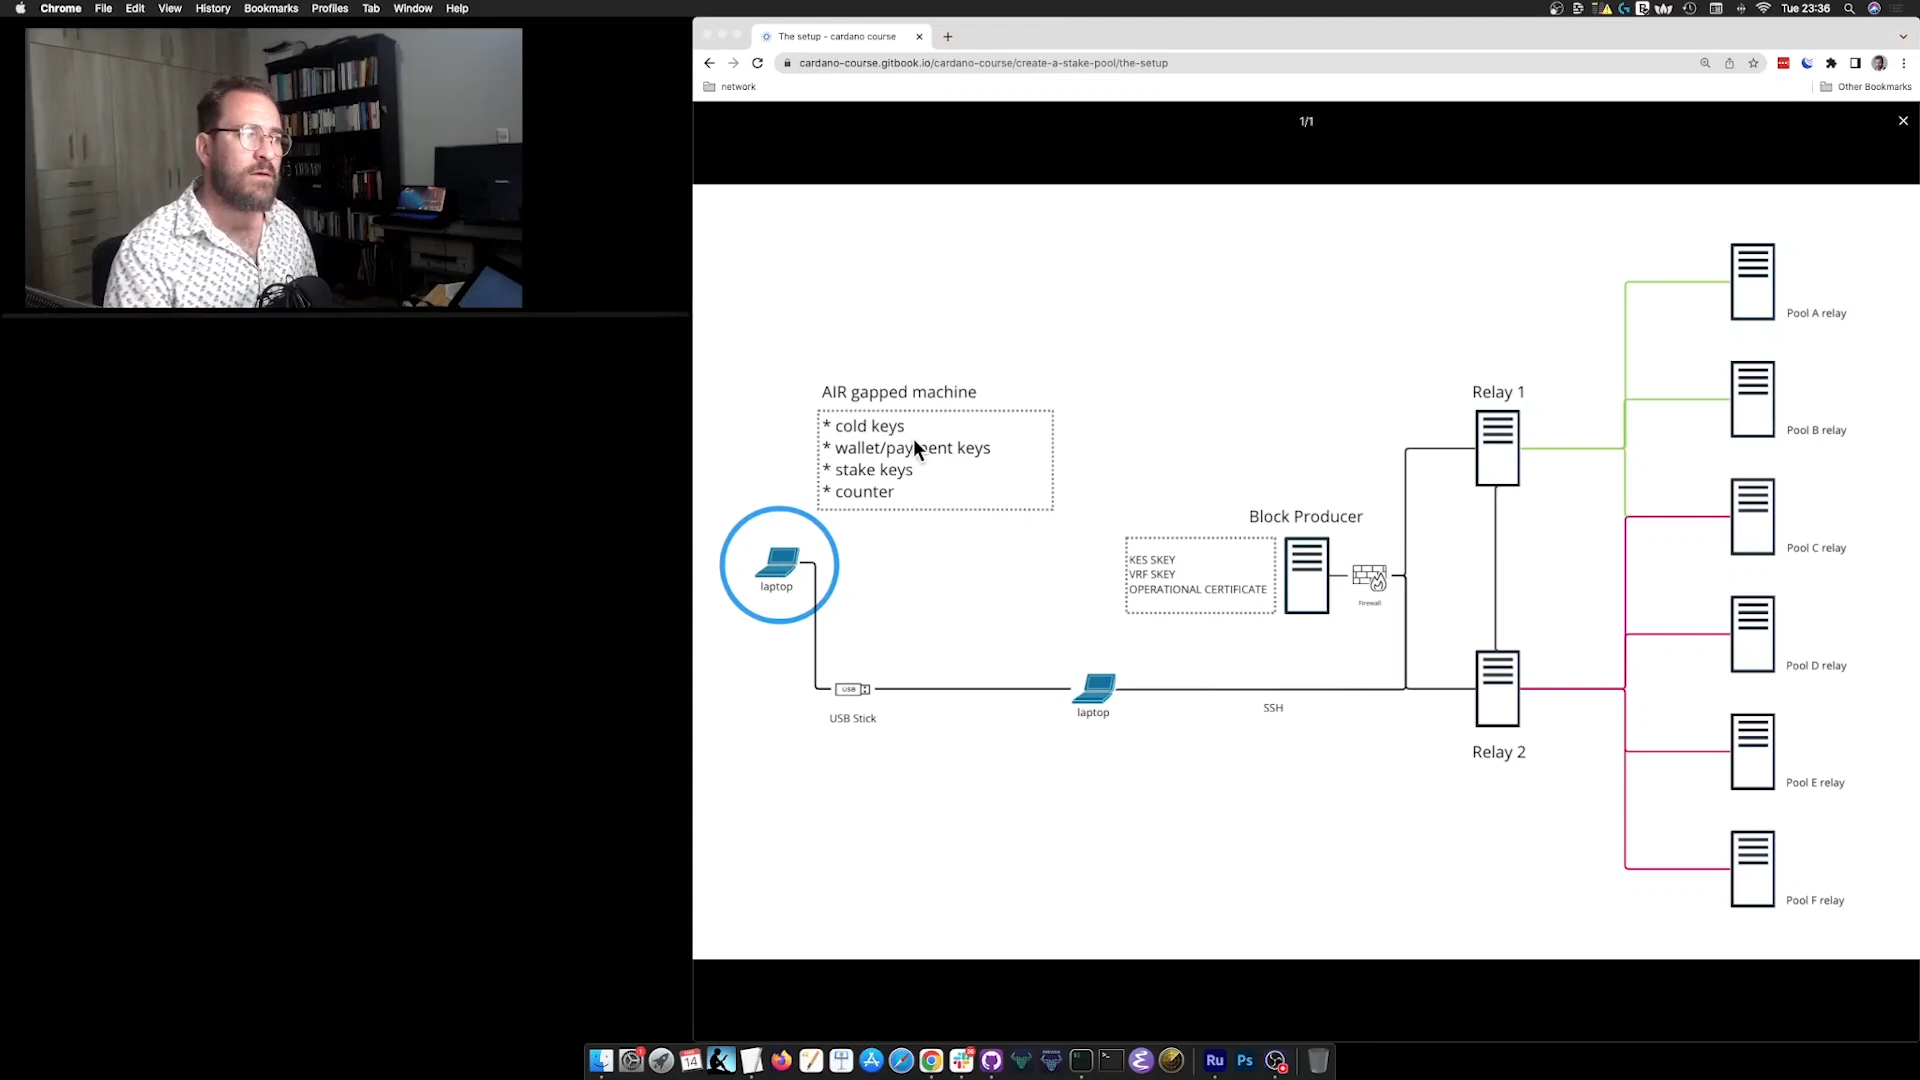 Chrome File Edit View History Bookmarks Profiles Tab Window Help
Tue 23:36
The setup - cardano course
cardano-course.gitbook.io/cardano-course/create-a-stake-pool/the-setup
network
Other Bookmarks
1/1
AIR gapped machine
* cold keys
* wallet/payment keys
* stake keys
* counter
laptop
USB
USB Stick
laptop
SSH
Block Producer
KES SKEY
VRF SKEY
OPERATIONAL CERTIFICATE
Firewall
Relay 1
Relay 2
Pool A relay
Pool B relay
Pool C relay
Pool D relay
Pool E relay
Pool F relay
14
Ru
Ps